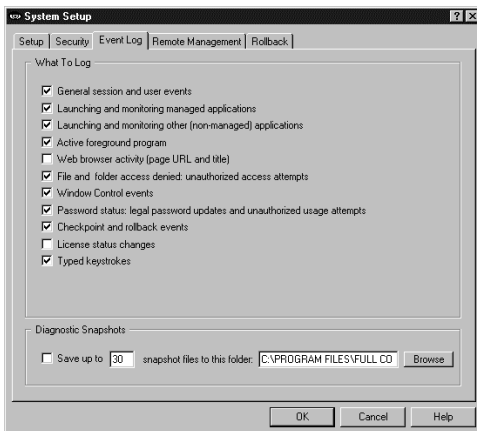 System Setup
Setup Security Event Log Remote Management Rollback
What To Log
General session and user events
Launching and monitoring managed applications
Launching and monitoring other (non-managed) applications
Active foreground program
Web browser activity (page URL and title)
File and folder access denied: unauthorized access attempts
Window Control events
Password status: legal password updates and unauthorized usage attempts
Checkpoint and rollback events
License status changes
Typed keystrokes
Diagnostic Snapshots
Save up to 30 snapshot files to this folder: C:\PROGRAM FILES\FULL CO Browse
OK Cancel Help